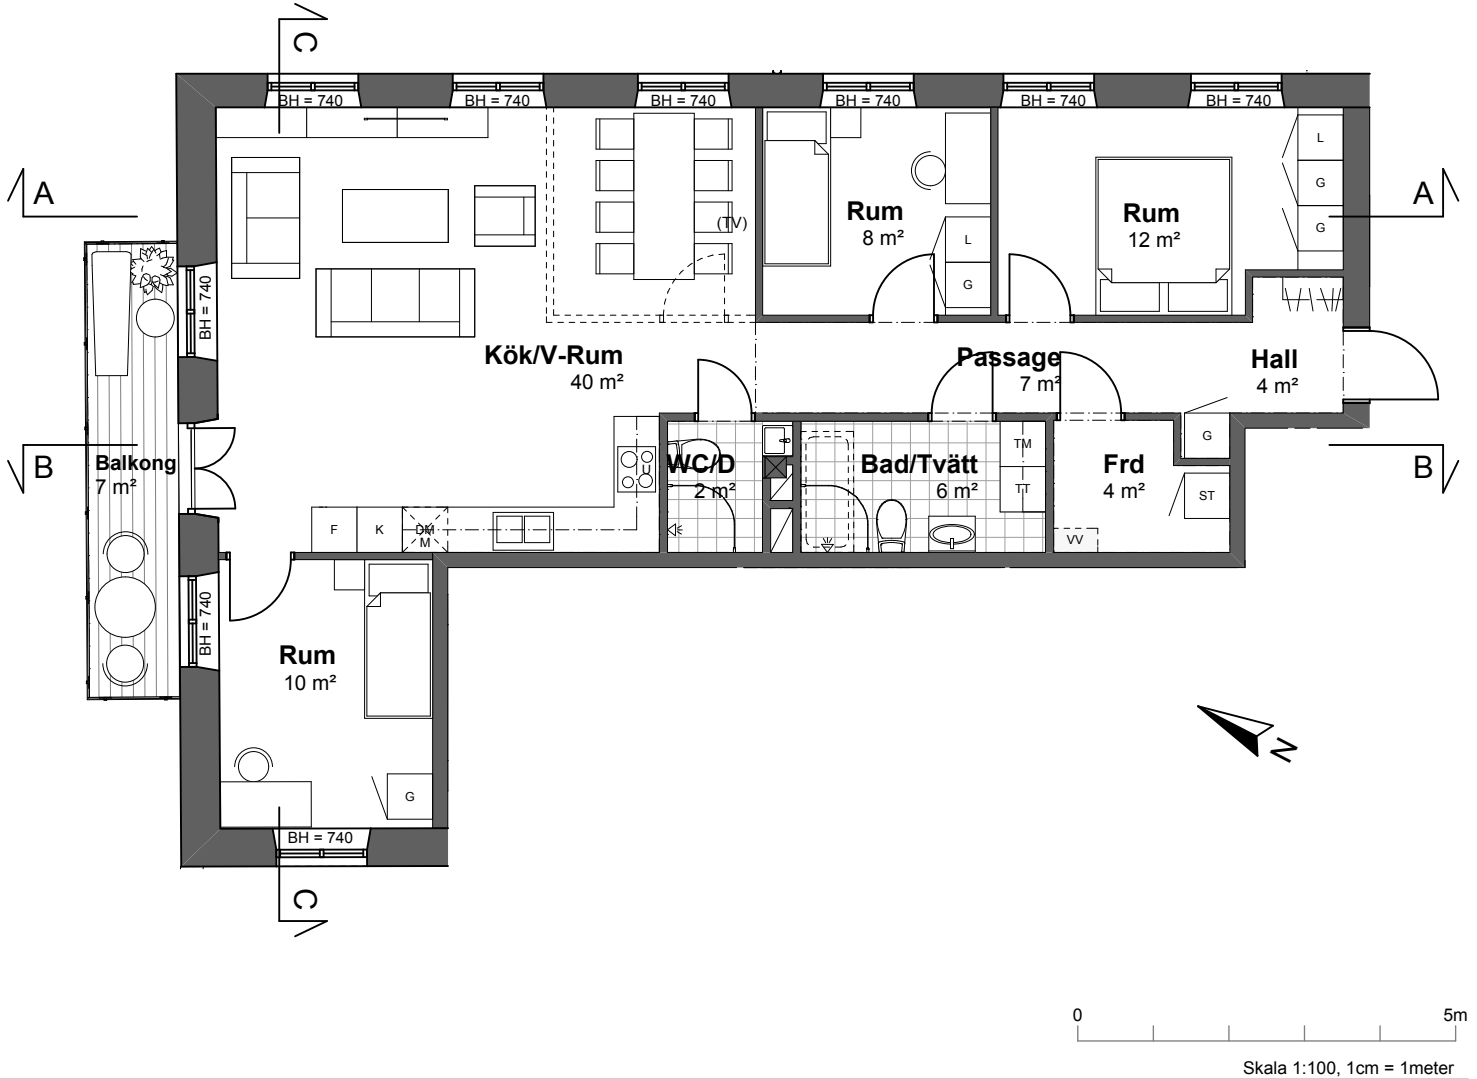 C
BH = 740
BH = 740
BH = 740
BH = 740
BH = 740
BH = 740
L
G
G
A
A
(TV)
Rum
8 m²
L
G
Rum
12 m²
BH = 740
Kök/V-Rum
40 m²
Passage
7 m²
Hall
4 m²
B
Balkong
7 m²
U
WC/D
2 m²
Bad/Tvätt
6 m²
TM
TT
Frd
4 m²
G
ST
VV
B
F
K
DM
M
BH = 740
Rum
10 m²
G
BH = 740
C
N
0
5m
Skala 1:100, 1cm = 1meter